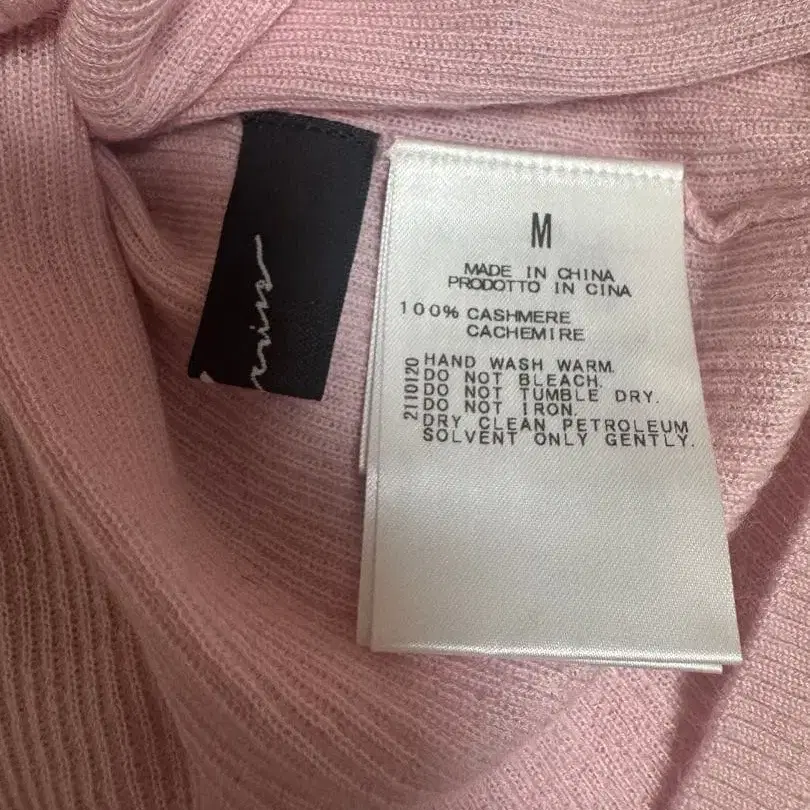 M
MADE IN CHINA
PRODOTTO IN CINA
100% CASHMERE
CACHEMIRE
HAND WASH WARM.
DO NOT BLEACH.
DO NOT TUMBLE DRY.
DO NOT IRON.
DRY CLEAN PETROLEUM
SOLVENT ONLY GENTLY.
2110120